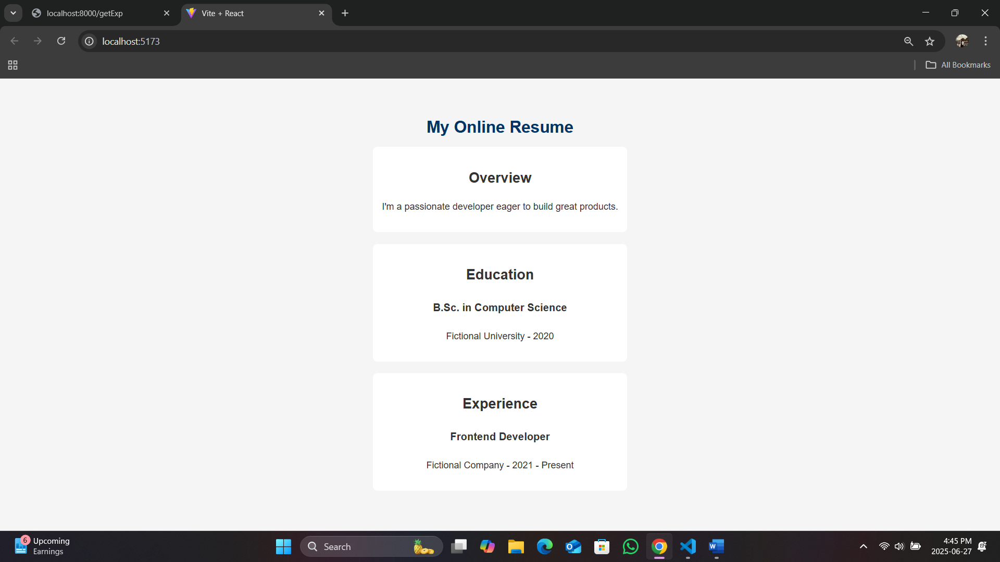 localhost:8000/getExp
Vite + React
localhost:5173
All Bookmarks
My Online Resume
Overview
I'm a passionate developer eager to build great products.
Education
B.Sc. in Computer Science
Fictional University - 2020
Experience
Frontend Developer
Fictional Company - 2021 - Present
6
Upcoming
Earnings
Search
4:45 PM
2025-06-27